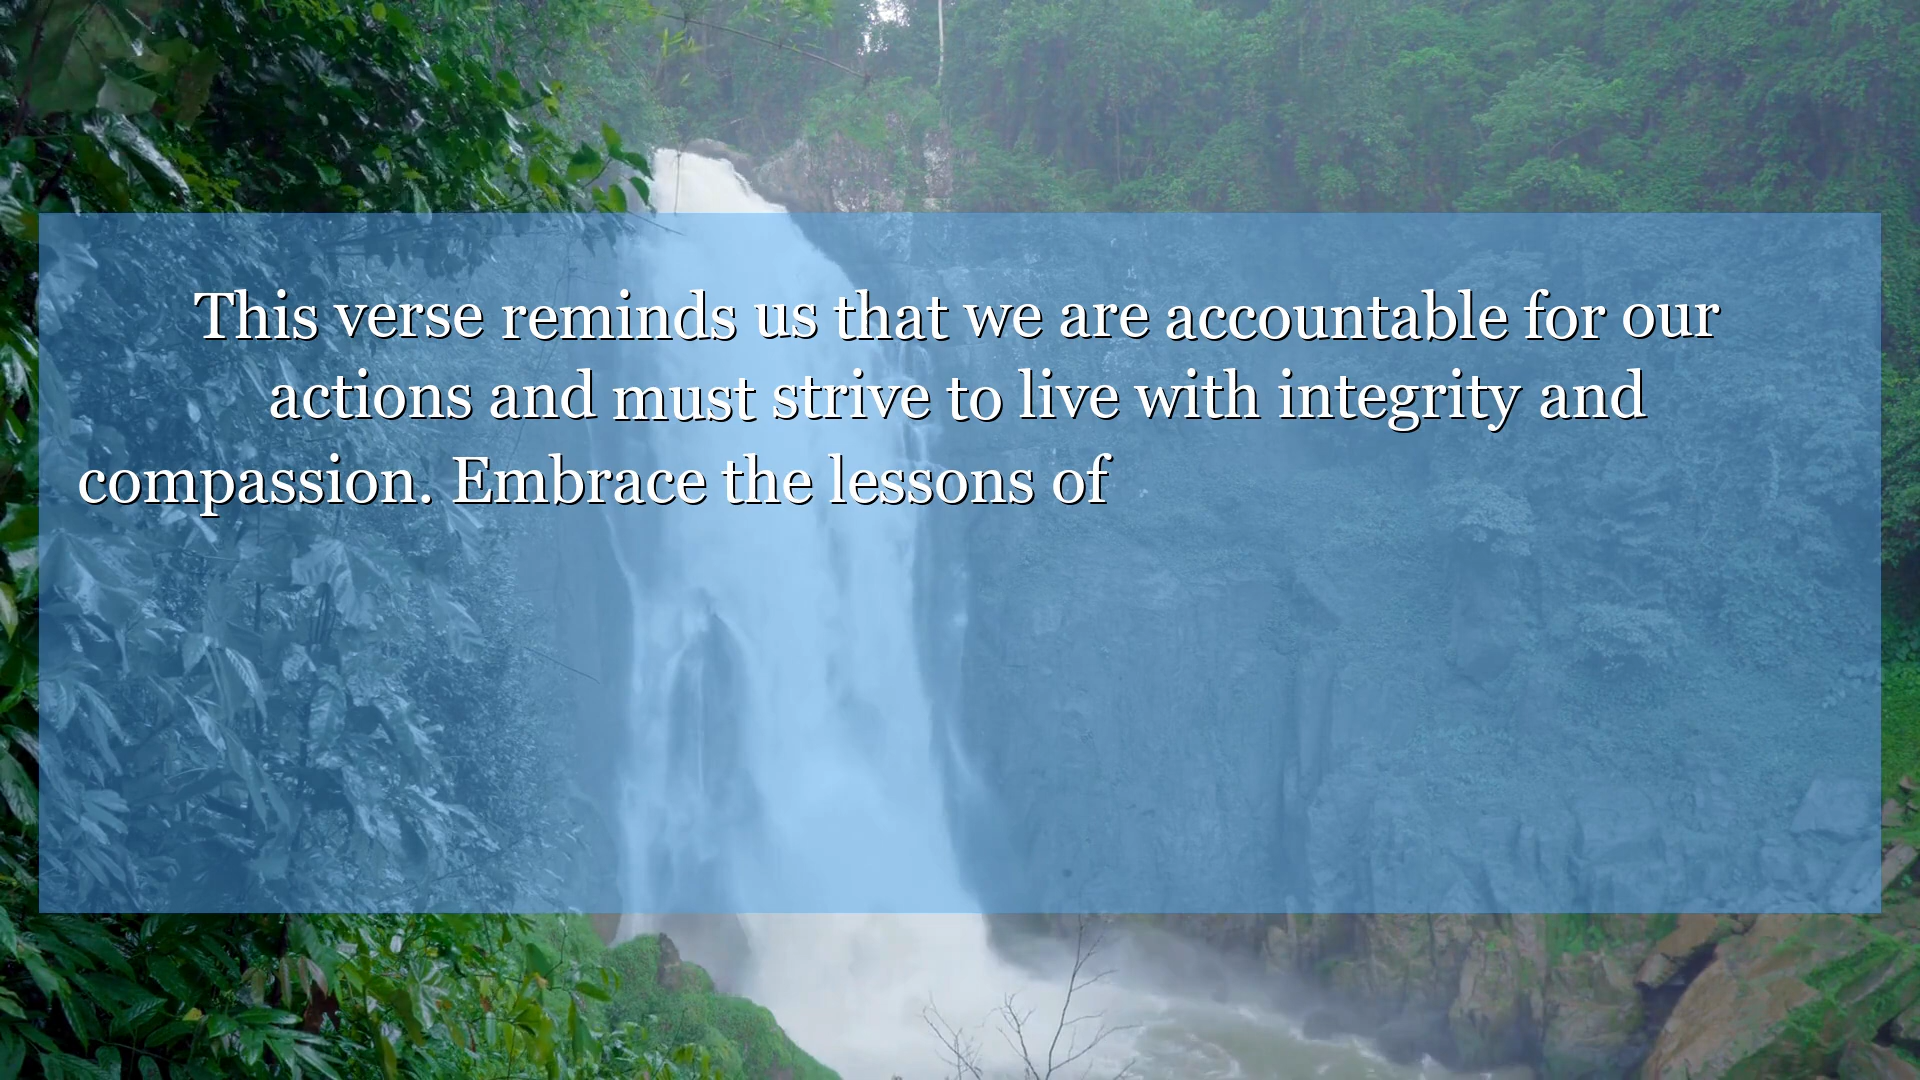 This verse reminds us that we are accountable for our
actions and must strive to live with integrity and
compassion. Embrace the lessons of